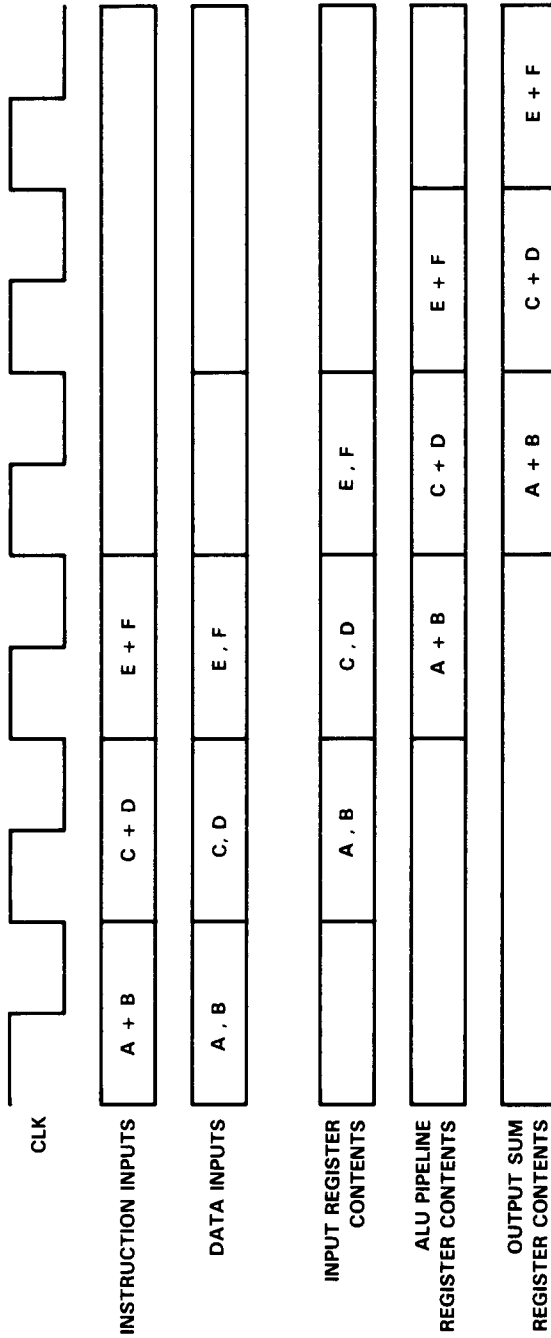 CLK
INSTRUCTION INPUTS
A + B
C + D
E + F
DATA INPUTS
A , B
C, D
E , F
INPUT REGISTER
CONTENTS
A , B
C , D
E , F
ALU PIPELINE
REGISTER CONTENTS
A + B
C + D
E + F
OUTPUT SUM
REGISTER CONTENTS
A + B
C + D
E + F